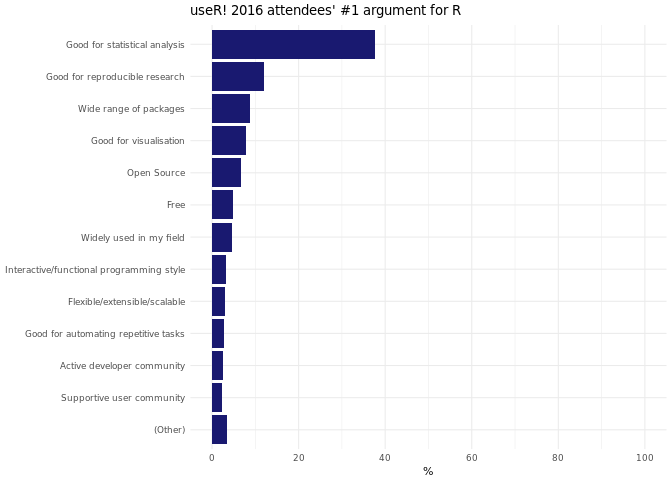 useR! 2016 attendees' #1 argument for R
Good for statistical analysis
Good for reproducible research
Wide range of packages
Good for visualisation
Open Source
Free
Widely used in my field
Interactive/functional programming style
Flexible/extensible/scalable
Good for automating repetitive tasks
Active developer community
Supportive user community
(Other)
0 20 40 60 80 100
%